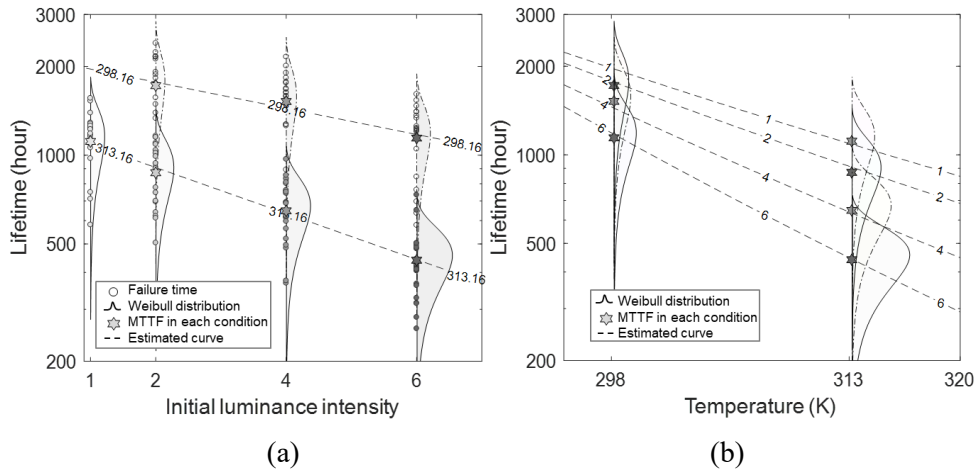 3000
2000
1000
500
200
Lifetime (hour)
298.16
298.16
298.16
313.16
313.16
313.16
Failure time
Weibull distribution
MTTF in each condition
Estimated curve
1
2
4
6
Initial luminance intensity
(a)
3000
2000
1000
500
200
Lifetime (hour)
1
2
4
6
1
2
4
6
Weibull distribution
MTTF in each condition
Estimated curve
298
313
320
Temperature (K)
(b)